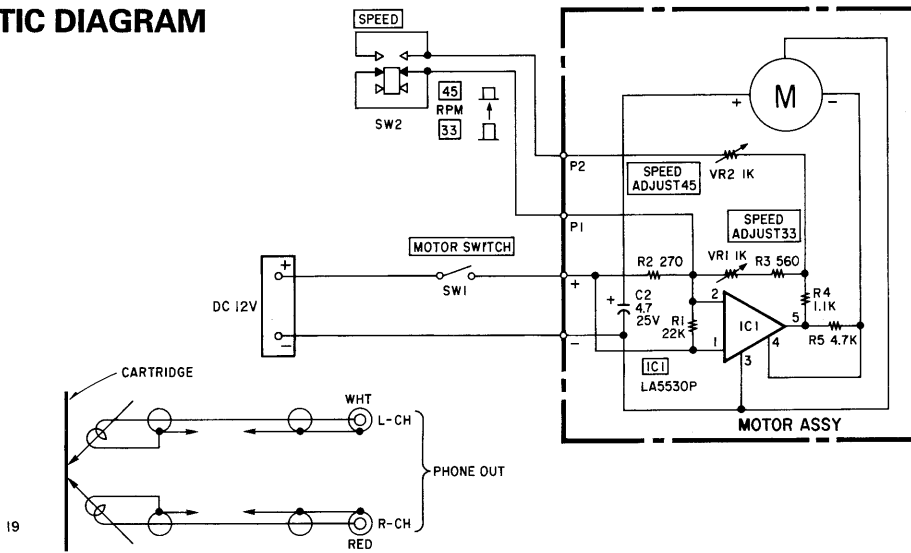 TIC DIAGRAM
SPEED
45
RPM
33
SW2
M
+
−
P2
SPEED
ADJUST45
VR2 1K
P1
SPEED
ADJUST33
MOTOR SWITCH
SW1
+
−
DC 12V
+
−
R2 270
VR1 1K
R3 560
+
C2
4.7
25V
R1
22K
2
1
IC1
5
4
3
R4
1.1K
R5 4.7K
IC1
LA5530P
MOTOR ASSY
CARTRIDGE
WHT
L-CH
PHONE OUT
R-CH
RED
19